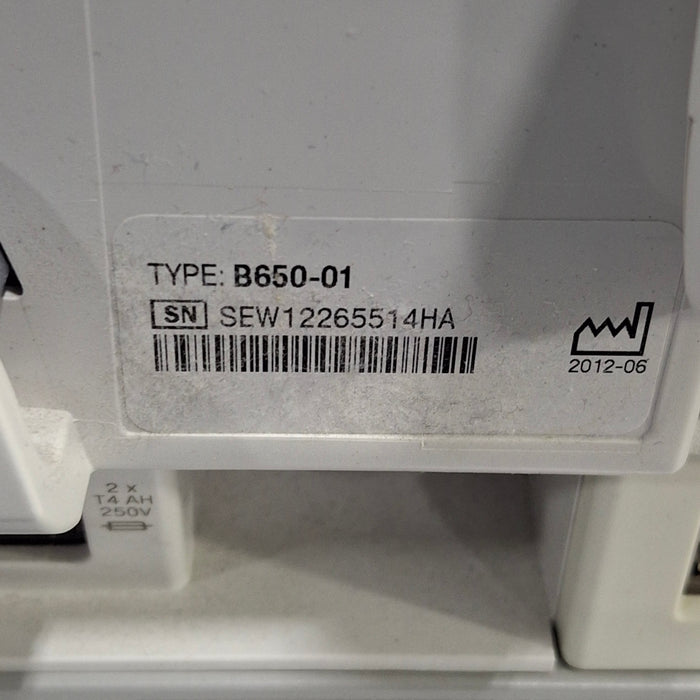 TYPE: B650-01
SN SEW12265514HA
2012-06
2 x
T4 AH
250V